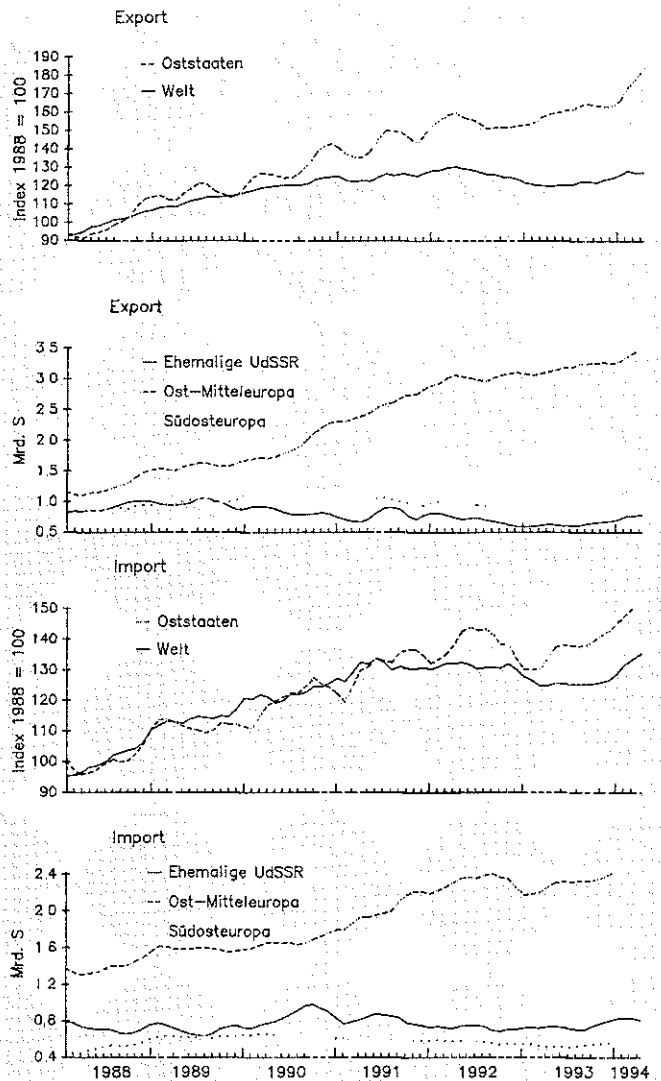 Export
Index 1988 = 100
190
180
170
160
150
140
130
120
110
100
90
Oststaaten
Welt
Export
Mrd. S
3.5
3.0
2.5
2.0
1.5
1.0
0.5
Ehemalige UdSSR
Ost-Mitteleuropa
Südosteuropa
Import
Index 1988 = 100
150
140
130
120
110
100
90
Oststaaten
Welt
Import
Mrd. S
2.4
2.0
1.6
1.2
0.8
0.4
Ehemalige UdSSR
Ost-Mitteleuropa
Südosteuropa
1988 1989 1990 1991 1992 1993 1994